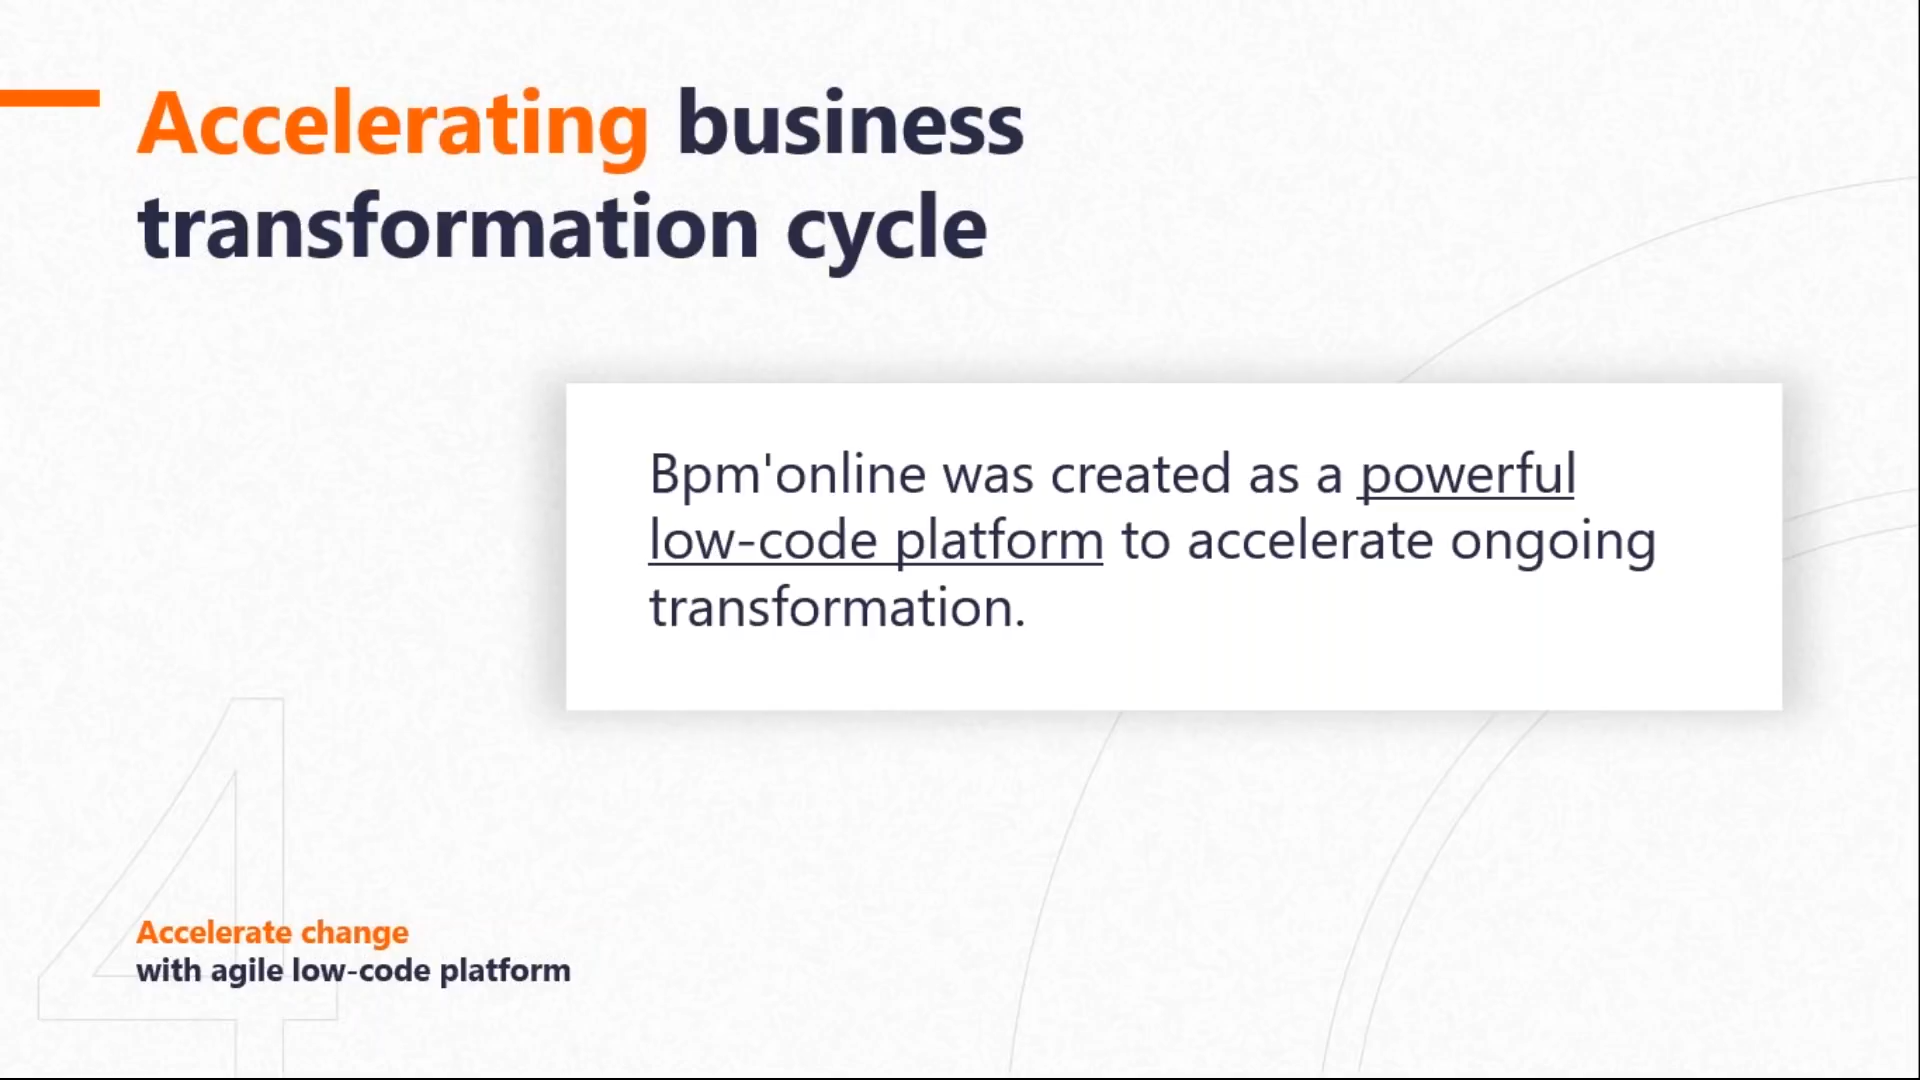 Accelerating business
transformation cycle
Bpm'online was created as a powerful
low-code platform to accelerate ongoing
transformation.
4
Accelerate change
with agile low-code platform